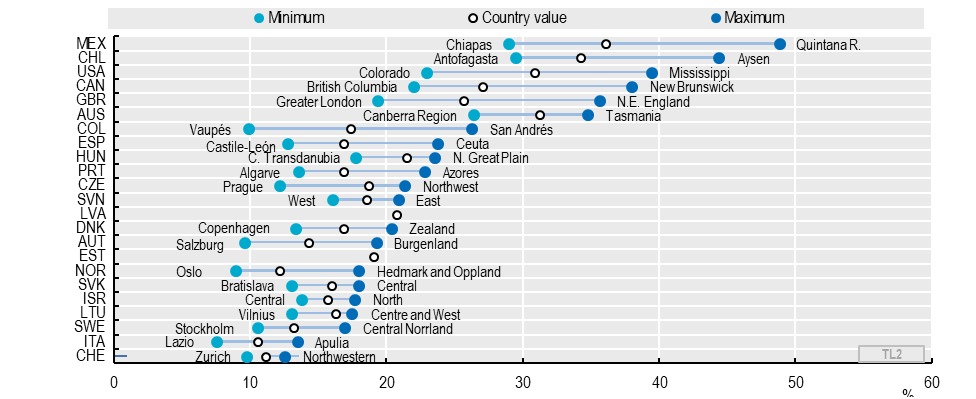 Minimum Country value Maximum
MEX Chiapas Quintana R.
CHL Antofagasta Aysen
USA Colorado Mississippi
CAN British Columbia New Brunswick
GBR Greater London N.E. England
AUS Canberra Region Tasmania
COL Vaupés San Andrés
ESP Castile-León Ceuta
HUN C. Transdanubia N. Great Plain
PRT Algarve Azores
CZE Prague Northwest
SVN West East
LVA
DNK Copenhagen Zealand
AUT Salzburg Burgenland
EST
NOR Oslo Hedmark and Oppland
SVK Bratislava Central
ISR Central North
LTU Vilnius Centre and West
SWE Stockholm Central Norrland
ITA Lazio Apulia
CHE Zurich Northwestern TL2
0 10 20 30 40 50 60
%